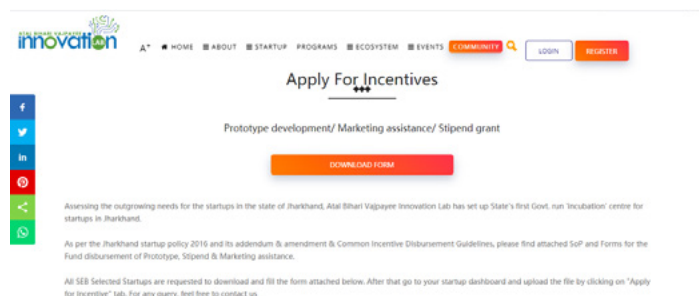 ATAL BIHARI VAJPAYEE
innovation LAB
A+ HOME ABOUT STARTUP PROGRAMS ECOSYSTEM EVENTS COMMUNITY LOGIN REGISTER
Apply For Incentives
Prototype development/ Marketing assistance/ Stipend grant
DOWNLOAD FORM
Assessing the outgrowing needs for the startups in the state of Jharkhand, Atal Bihari Vajpayee Innovation Lab has set up State's first Govt. run 'incubation' centre for
startups in Jharkhand.
As per the Jharkhand startup policy 2016 and its addendum & amendment & Common Incentive Disbursement Guidelines, please find attached SoP and Forms for the
Fund disbursement of Prototype, Stipend & Marketing assistance.
All SEB Selected Startups are requested to download and fill the form attached below. After that go to your startup dashboard and upload the file by clicking on "Apply
for Incentive" tab. For any query, feel free to contact us